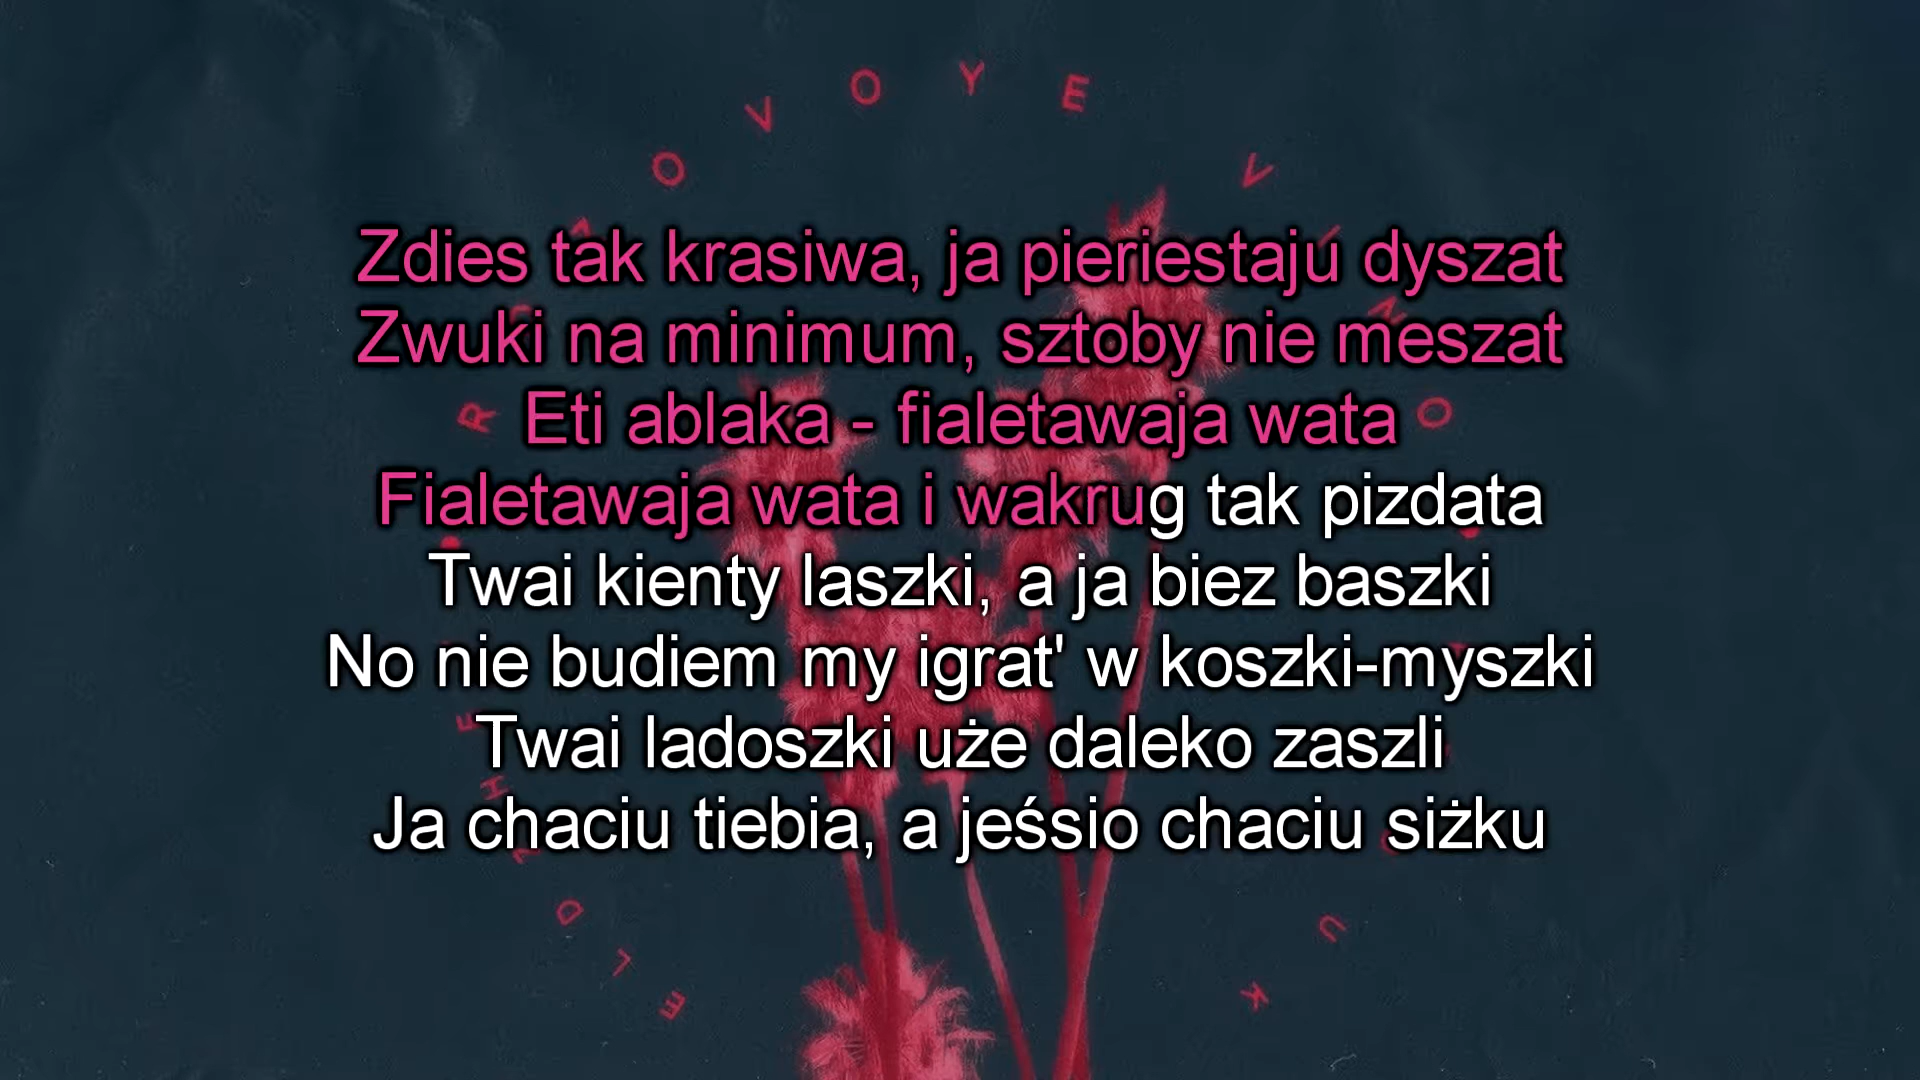 Zdies tak krasiwa, ja pieriestaju dyszat
Zwuki na minimum, sztoby nie meszat
Eti ablaka - fialetawaja wata
Fialetawaja wata i wakrug tak pizdata
Twai kienty laszki, a ja biez baszki
No nie budiem my igrat' w koszki-myszki
Twai ladoszki uże daleko zaszli
Ja chaciu tiebia, a jeśsio chaciu siżku